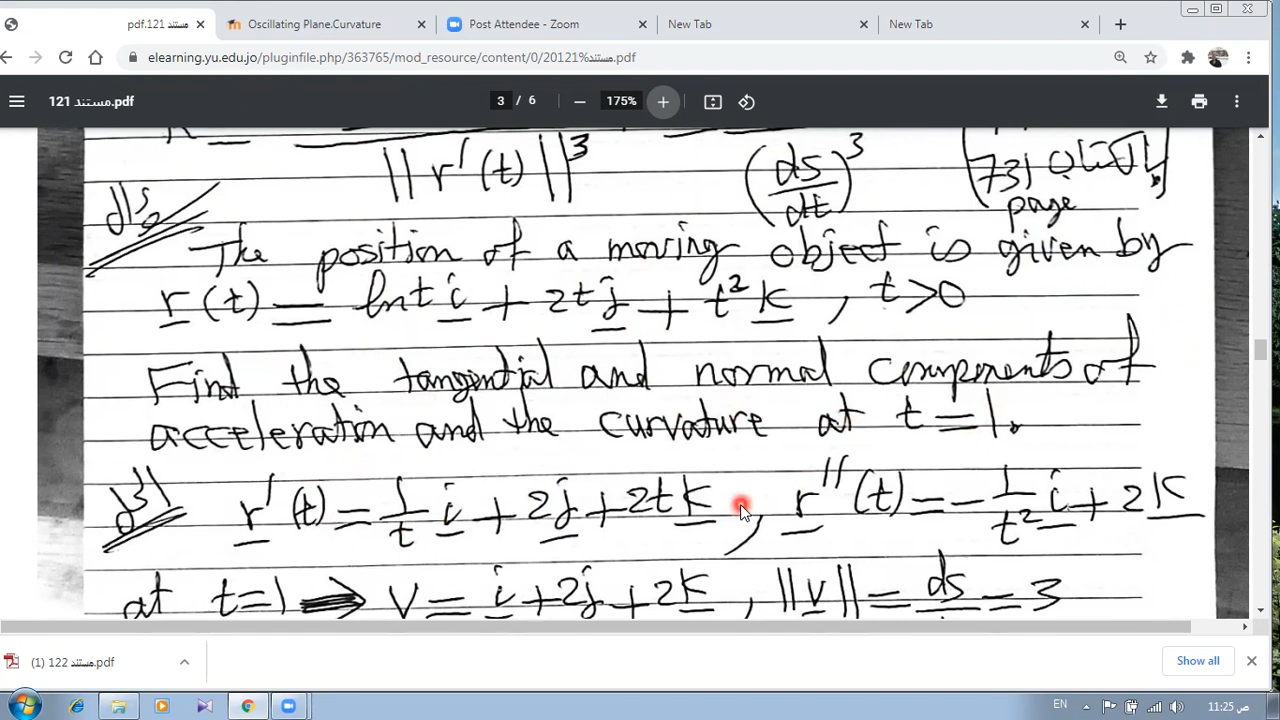 مستند 121.pdf
Oscillating Plane.Curvature
Post Attendee - Zoom
New Tab
New Tab
elearning.yu.edu.jo/pluginfile.php/363765/mod_resource/content/0/20121%مستند.pdf
مستند 121.pdf
3 / 6
175%
||r'(t)||³ (ds/dt)³ (731 الكتاب
page
مثال
The position of a moving object is given by
r(t) = lnt i + 2t j + t² k , t>0
Find the tangential and normal components of
acceleration and the curvature at t=1.
الحل r'(t) = 1/t i + 2j + 2t k , r''(t) = -1/t² i + 2k
at t=1 ⇒ V = i + 2j + 2k , ||v|| = ds = 3
مستند 122 (1).pdf
Show all
EN
11:25 ص